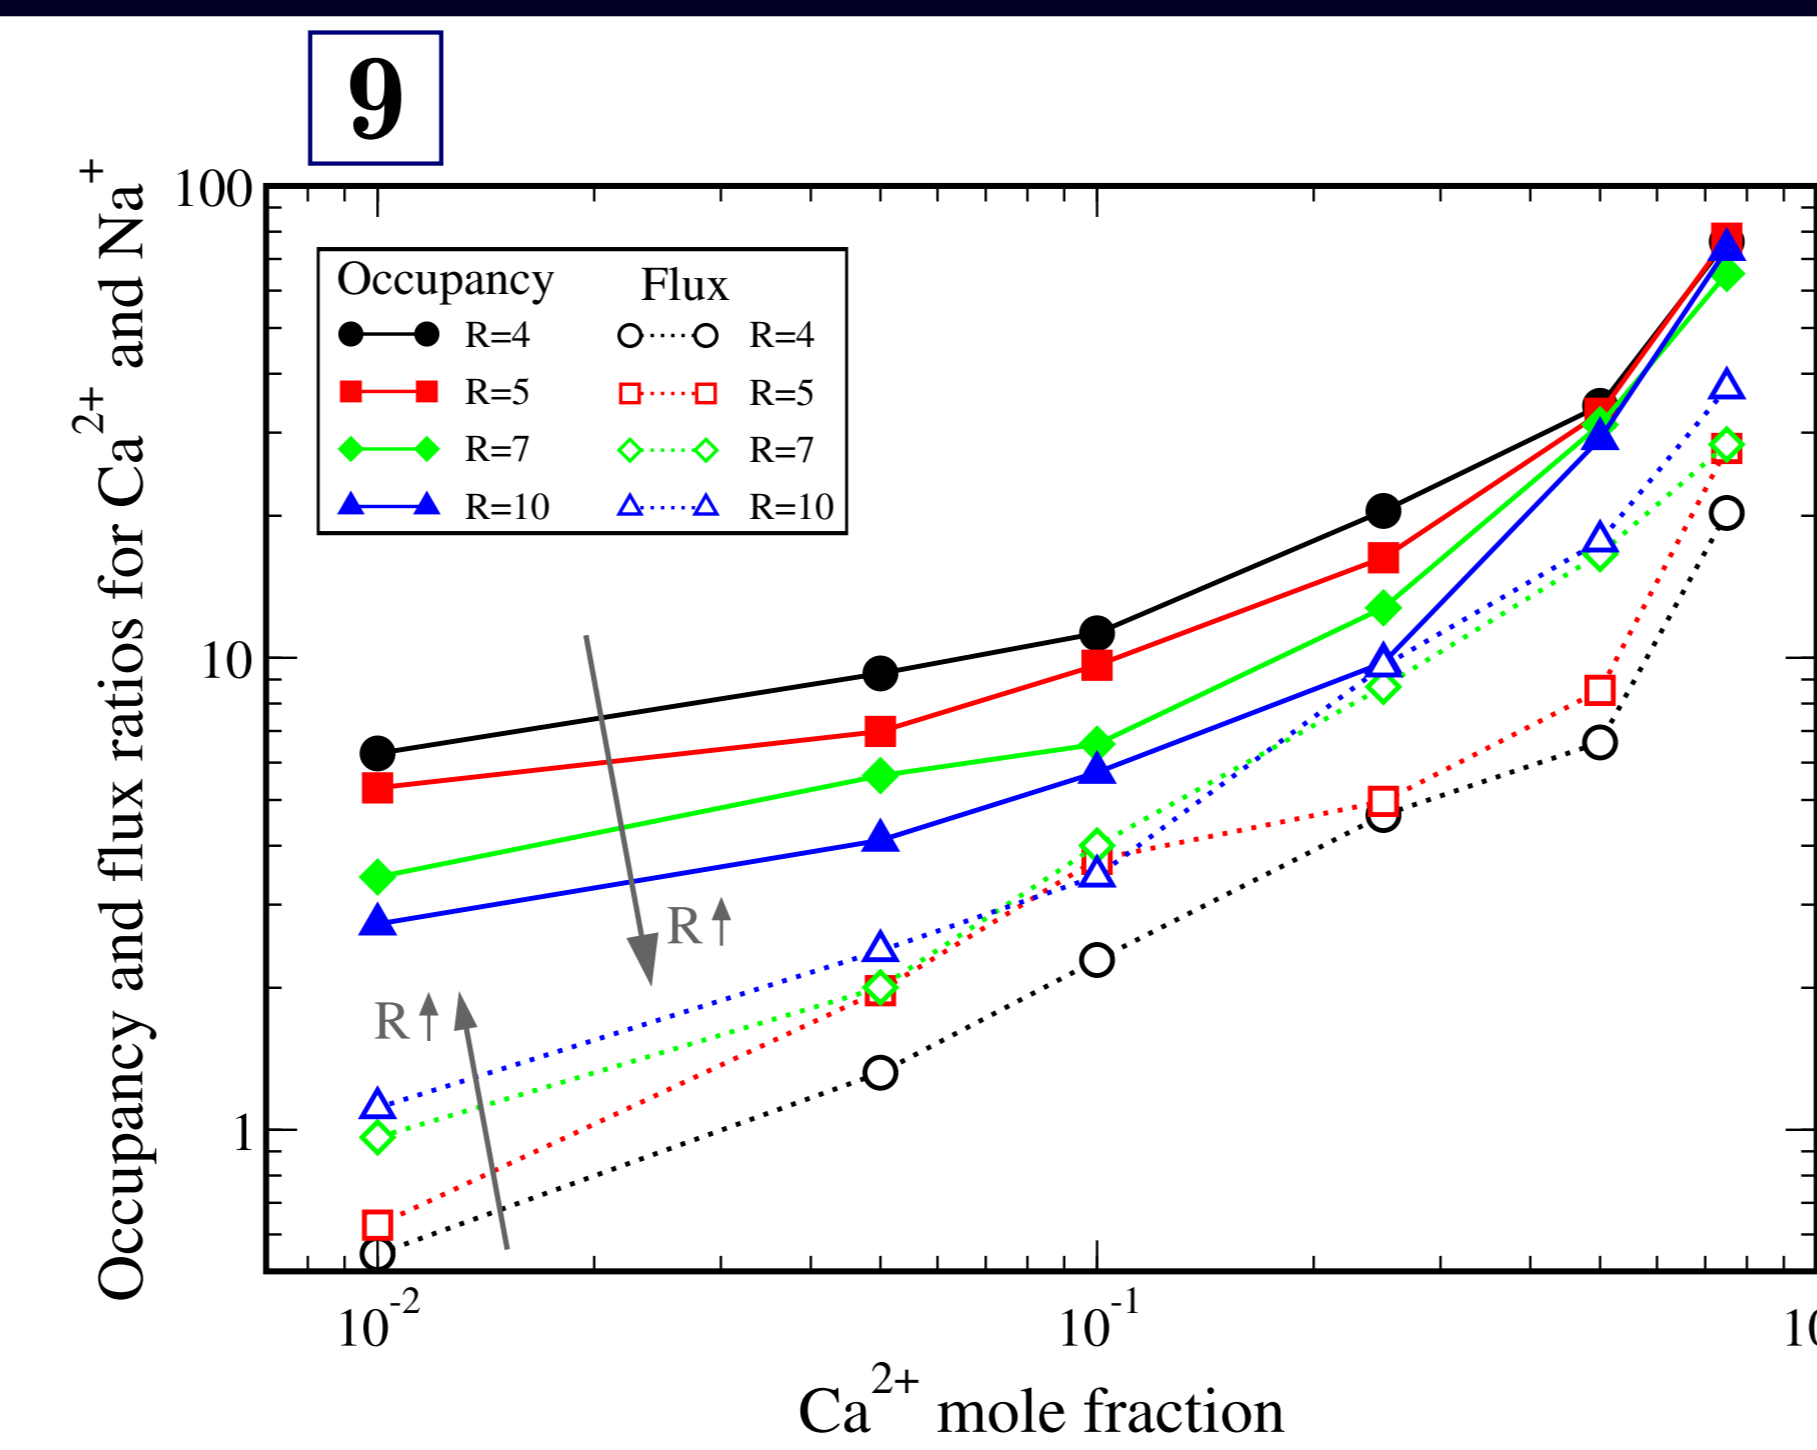 9
Occupancy and flux ratios for Ca2+ and Na+
100
10
1
Occupancy Flux
R=4 R=4
R=5 R=5
R=7 R=7
R=10 R=10
R↑
R↑
10-2 10-1 10
Ca2+ mole fraction